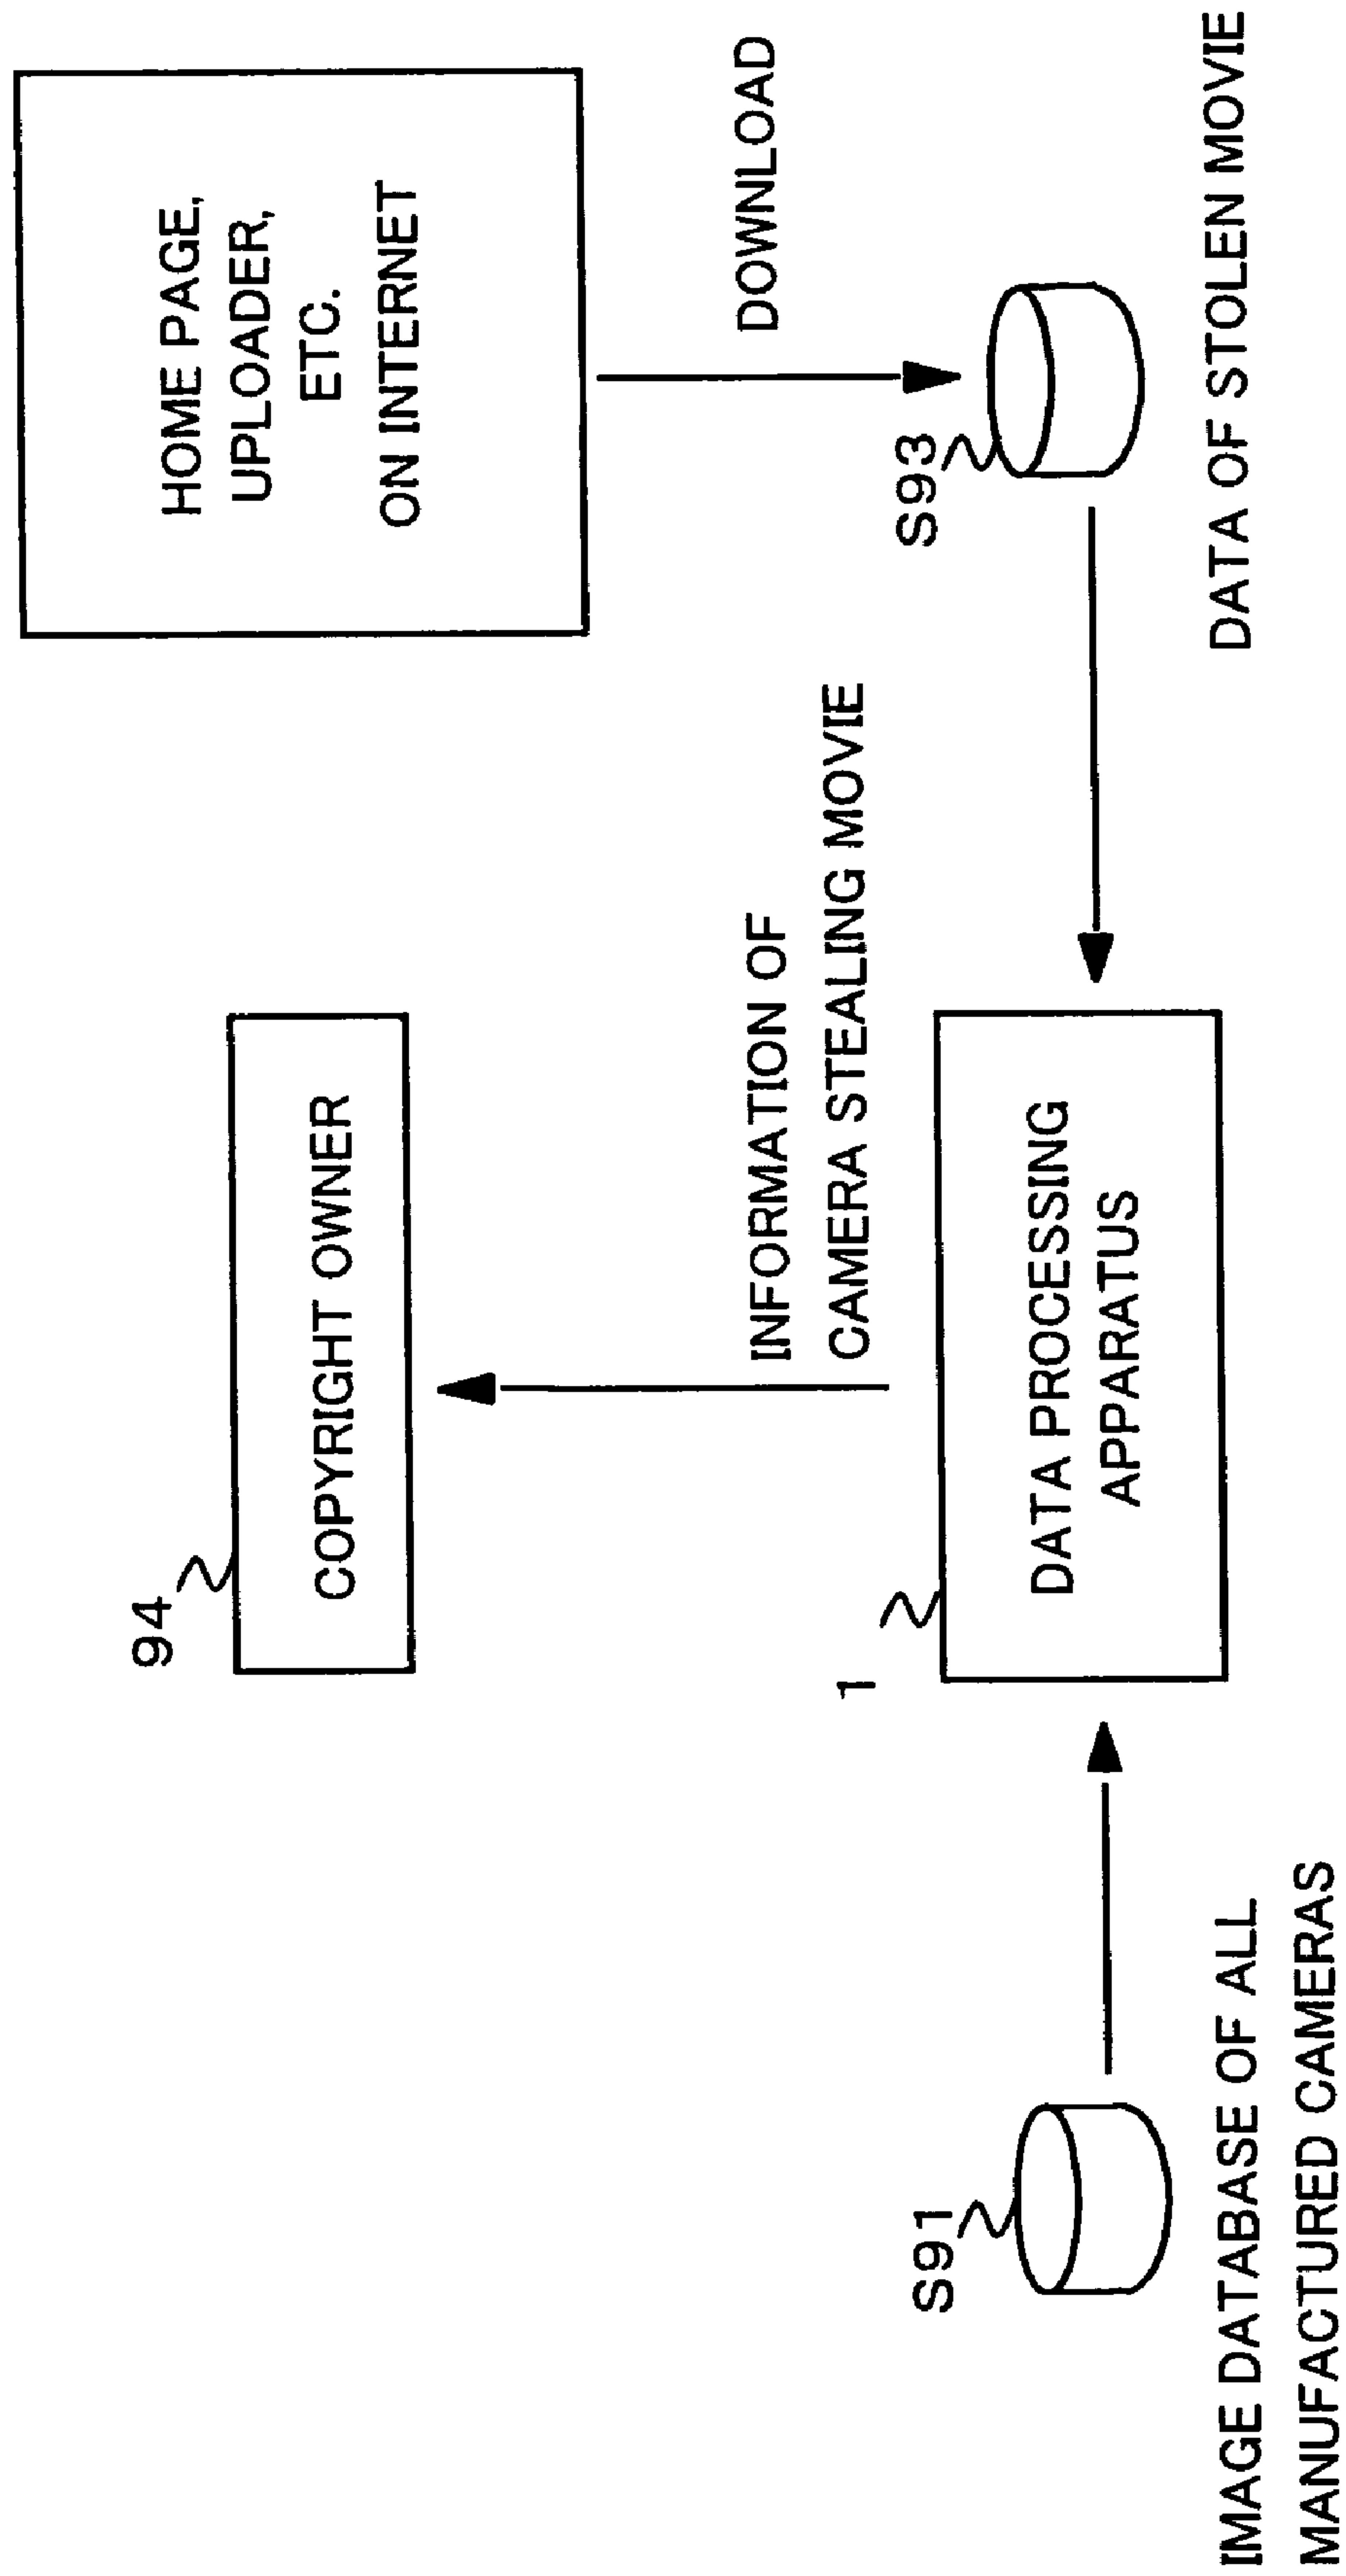 HOME PAGE,
UPLOADER,
ETC.
ON INTERNET
DOWNLOAD
S93
DATA OF STOLEN MOVIE
94
COPYRIGHT OWNER
INFORMATION OF
CAMERA STEALING MOVIE
1
DATA PROCESSING
APPARATUS
S91
IMAGE DATABASE OF ALL
MANUFACTURED CAMERAS